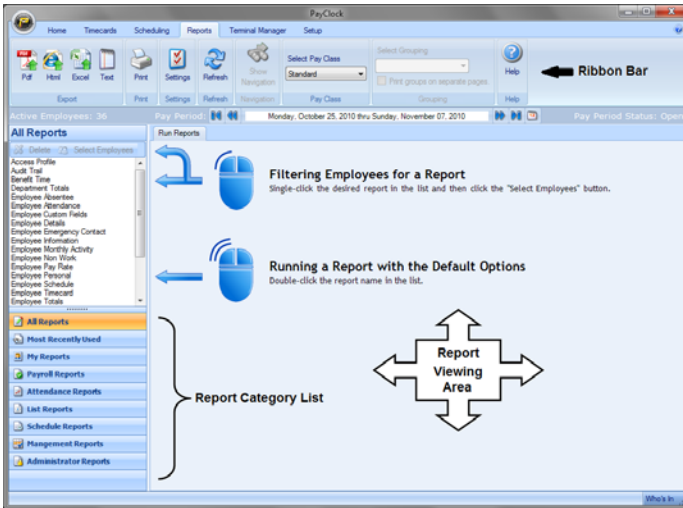 PayClock
Home Timecards Scheduling Reports Terminal Manager Setup
Select Pay Class
Select Grouping
Standard
Pdf Html Excel Text Print Settings Refresh Show Navigation Print groups on separate pages Help
Ribbon Bar
Export Print Settings Refresh Navigation Pay Class Grouping Help
Active Employees: 36 Pay Period: Monday, October 25, 2010 thru Sunday, November 07, 2010 Pay Period Status: Open
All Reports
Run Reports
Delete Select Employees
Access Profile
Audit Trail
Benefit Time
Department Totals
Employee Absentee
Employee Attendance
Employee Custom Fields
Employee Details
Employee Emergency Contact
Employee Information
Employee Monthly Activity
Employee Non Work
Employee Pay Rate
Employee Personal
Employee Schedule
Employee Timecard
Employee Totals
Filtering Employees for a Report
Single-click the desired report in the list and then click the "Select Employees" button.
Running a Report with the Default Options
Double-click the report name in the list.
All Reports
Most Recently Used
My Reports
Payroll Reports
Attendance Reports
List Reports
Schedule Reports
Mangement Reports
Administrator Reports
Report Category List
Report
Viewing
Area
Who's In